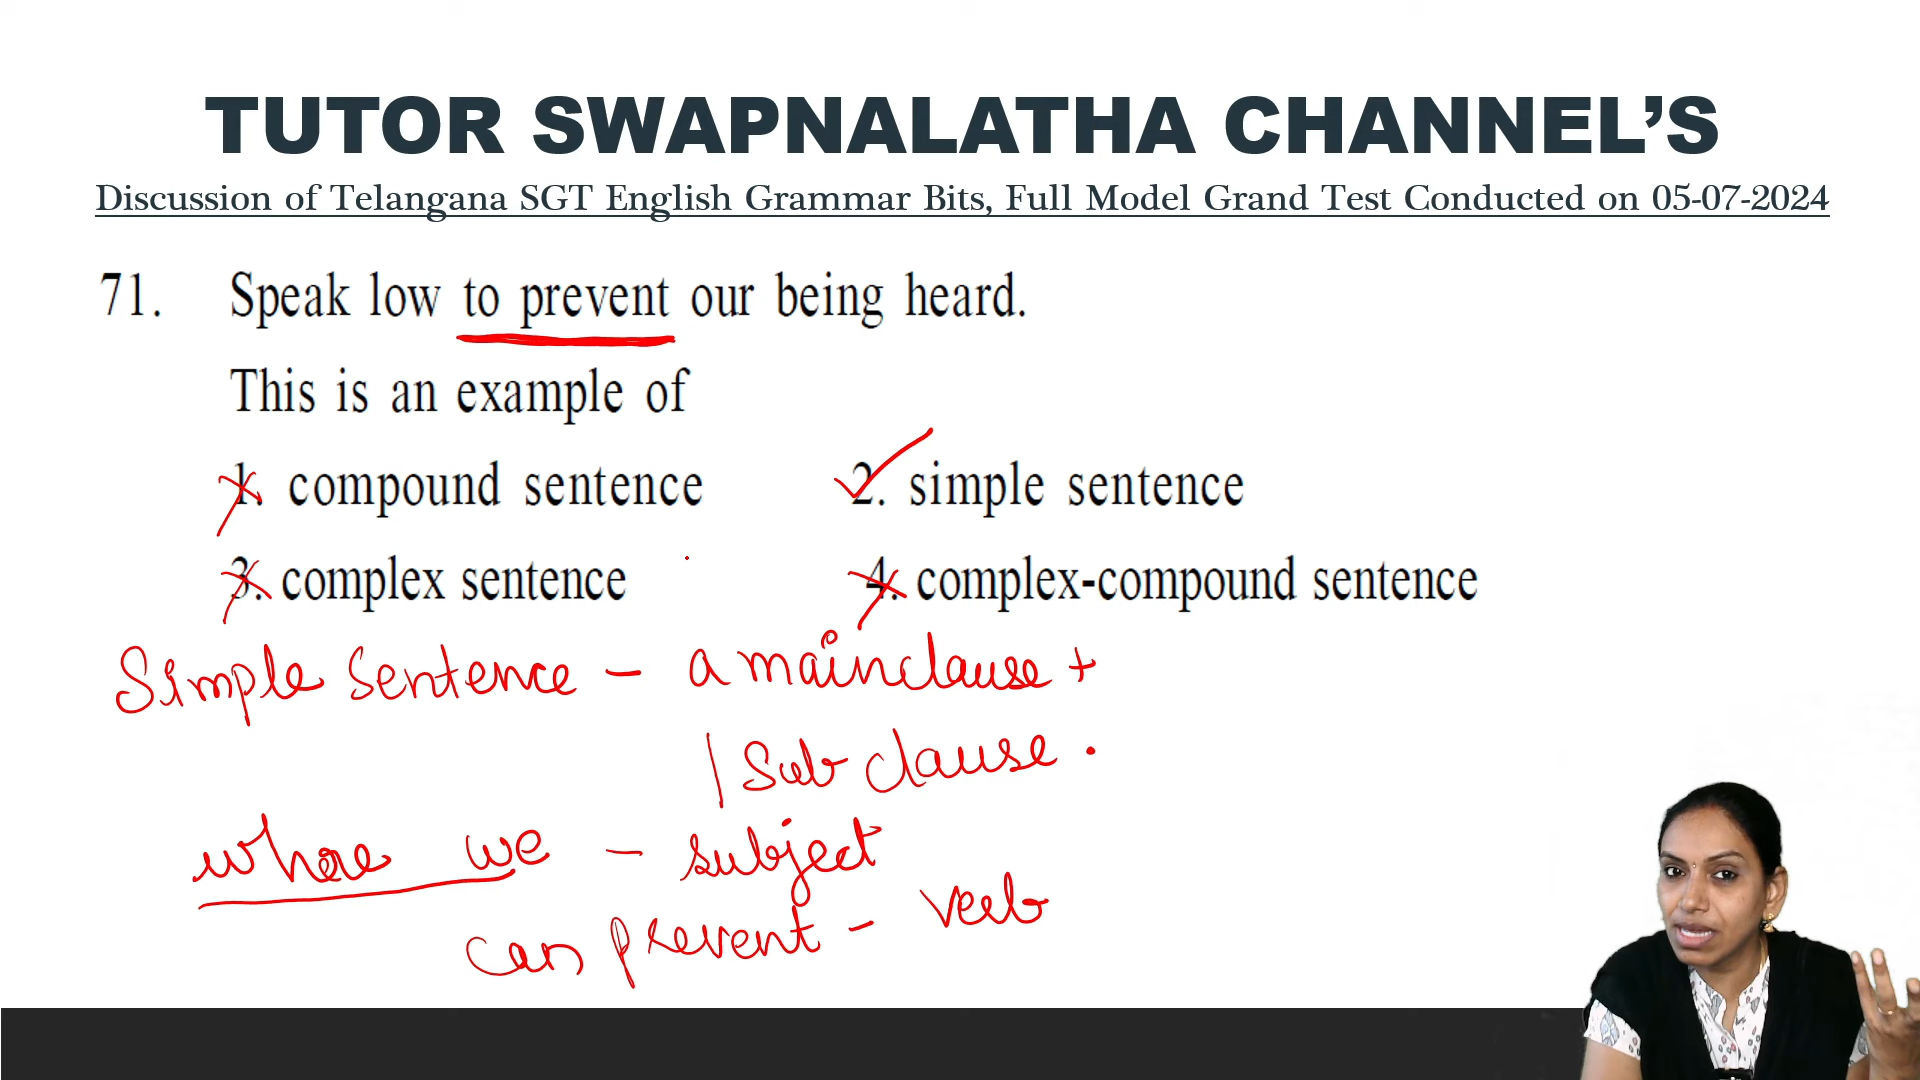 TUTOR SWAPNALATHA CHANNEL’S
Discussion of Telangana SGT English Grammar Bits, Full Model Grand Test Conducted on 05-07-2024
71. Speak low to prevent our being heard.
This is an example of
1. compound sentence 2. simple sentence
3. complex sentence 4. complex-compound sentence
Simple Sentence – a main clause +
| Sub clause .
where we – subject
can prevent – verb